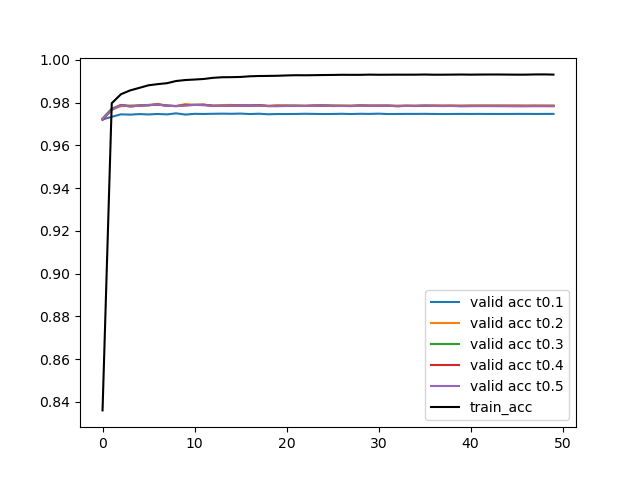 1.00
0.98
0.96
0.94
0.92
0.90
0.88
0.86
0.84
valid acc t0.1
valid acc t0.2
valid acc t0.3
valid acc t0.4
valid acc t0.5
train_acc
0 10 20 30 40 50